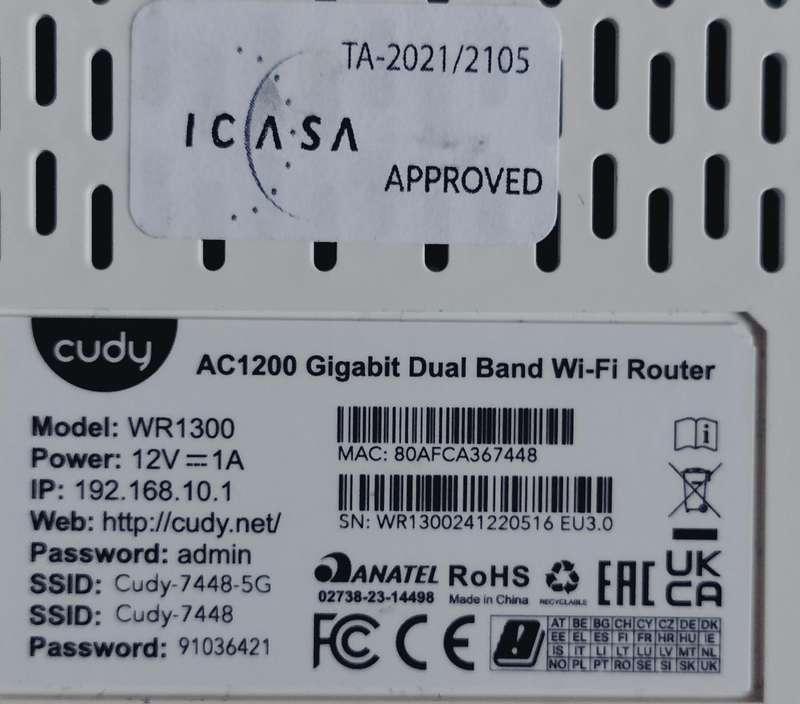 TA-2021/2105
ICASA
APPROVED
cudy
AC1200 Gigabit Dual Band Wi-Fi Router
Model: WR1300
Power: 12V⎓1A
IP: 192.168.10.1
Web: http://cudy.net/
Password: admin
SSID: Cudy-7448-5G
SSID: Cudy-7448
Password: 91036421
MAC: 80AFCA367448
SN: WR1300241220516 EU3.0
ANATEL
02738-23-14498
RoHS
Made in China
RECYCLABLE
EAC
UK
CA
FC CE
AT BE BG CH CY CZ DE DK
EE EL ES FI FR HR HU IE
IS IT LI LT LU LV MT NL
NO PL PT RO SE SI SK UK